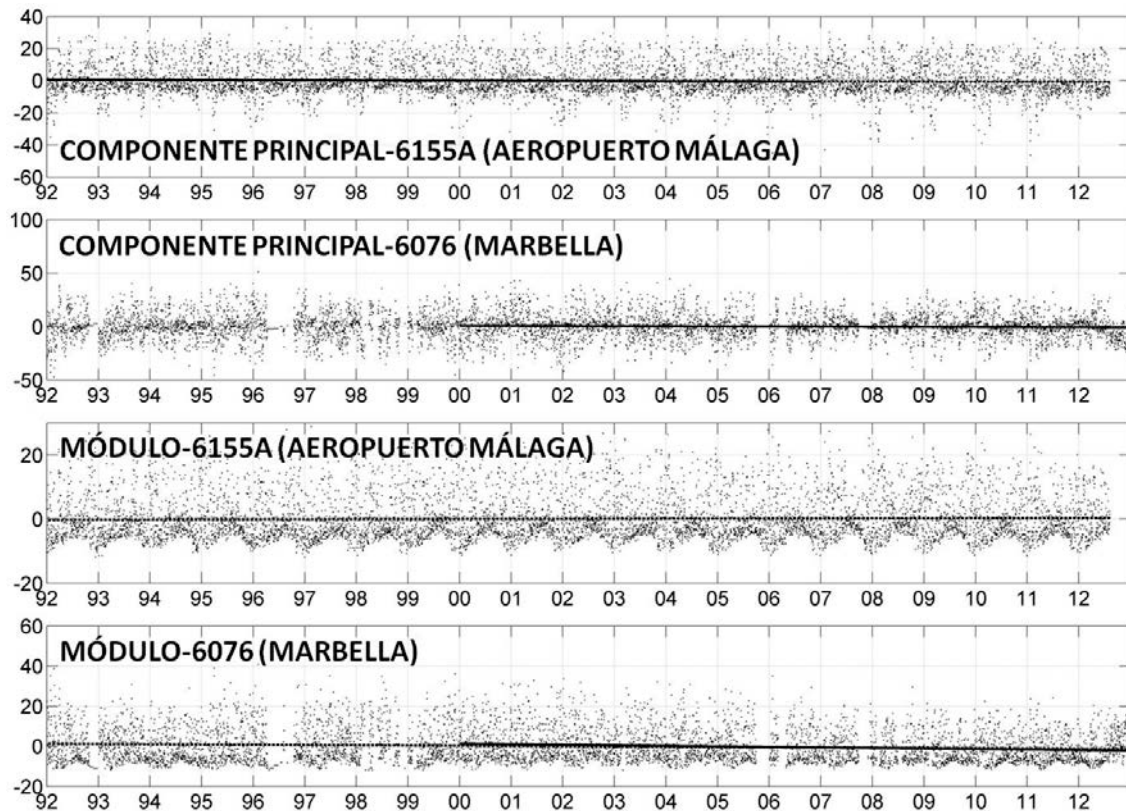 40
20
0
-20
-40
-60
COMPONENTE PRINCIPAL-6155A (AEROPUERTO MÁLAGA)
92 93 94 95 96 97 98 99 00 01 02 03 04 05 06 07 08 09 10 11 12
100
50
0
-50
COMPONENTE PRINCIPAL-6076 (MARBELLA)
92 93 94 95 96 97 98 99 00 01 02 03 04 05 06 07 08 09 10 11 12
20
0
-20
MÓDULO-6155A (AEROPUERTO MÁLAGA)
92 93 94 95 96 97 98 99 00 01 02 03 04 05 06 07 08 09 10 11 12
60
40
20
0
-20
MÓDULO-6076 (MARBELLA)
92 93 94 95 96 97 98 99 00 01 02 03 04 05 06 07 08 09 10 11 12